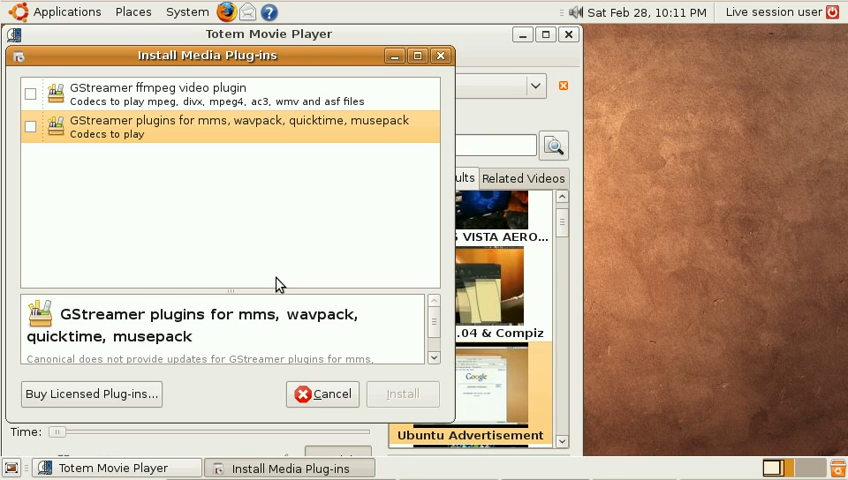 Applications Places System
Sat Feb 28, 10:11 PM
Live session user
Totem Movie Player
Install Media Plug-ins
GStreamer ffmpeg video plugin
Codecs to play mpeg, divx, mpeg4, ac3, wmv and asf files
GStreamer plugins for mms, wavpack, quicktime, musepack
Codecs to play
ults
Related Videos
VISTA AERO...
.04 & Compiz
Google
Ubuntu Advertisement
GStreamer plugins for mms, wavpack,
quicktime, musepack
Canonical does not provide updates for GStreamer plugins for mms,
Buy Licensed Plug-ins...
Cancel
Install
Time:
Totem Movie Player
Install Media Plug-ins